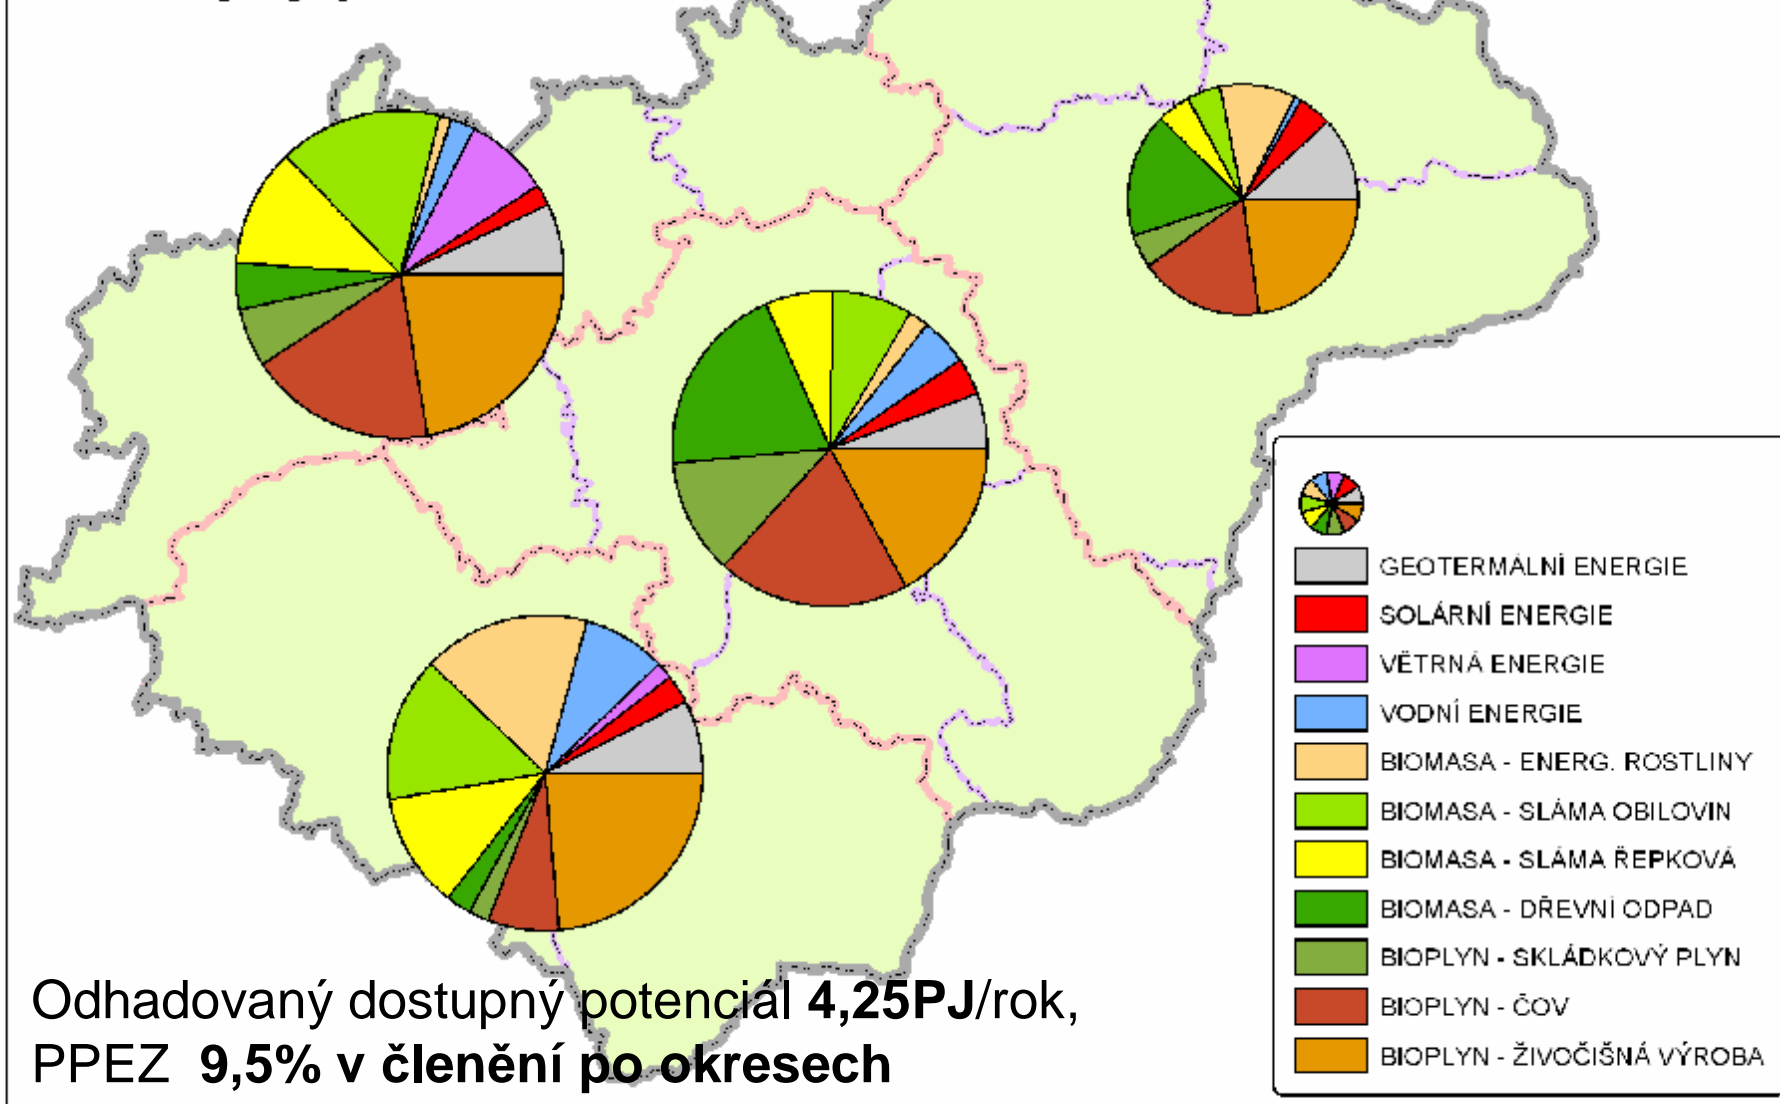 GEOTERMÁLNÍ ENERGIE
SOLÁRNÍ ENERGIE
VĚTRNÁ ENERGIE
VODNÍ ENERGIE
BIOMASA - ENERG. ROSTLINY
BIOMASA - SLÁMA OBILOVIN
BIOMASA - SLÁMA ŘEPKOVÁ
BIOMASA - DŘEVNÍ ODPAD
BIOPLYN - SKLÁDKOVÝ PLYN
BIOPLYN - ČOV
BIOPLYN - ŽIVOČIŠNÁ VÝROBA
Odhadovaný dostupný potenciál 4,25PJ/rok,
PPEZ 9,5% v členění po okresech